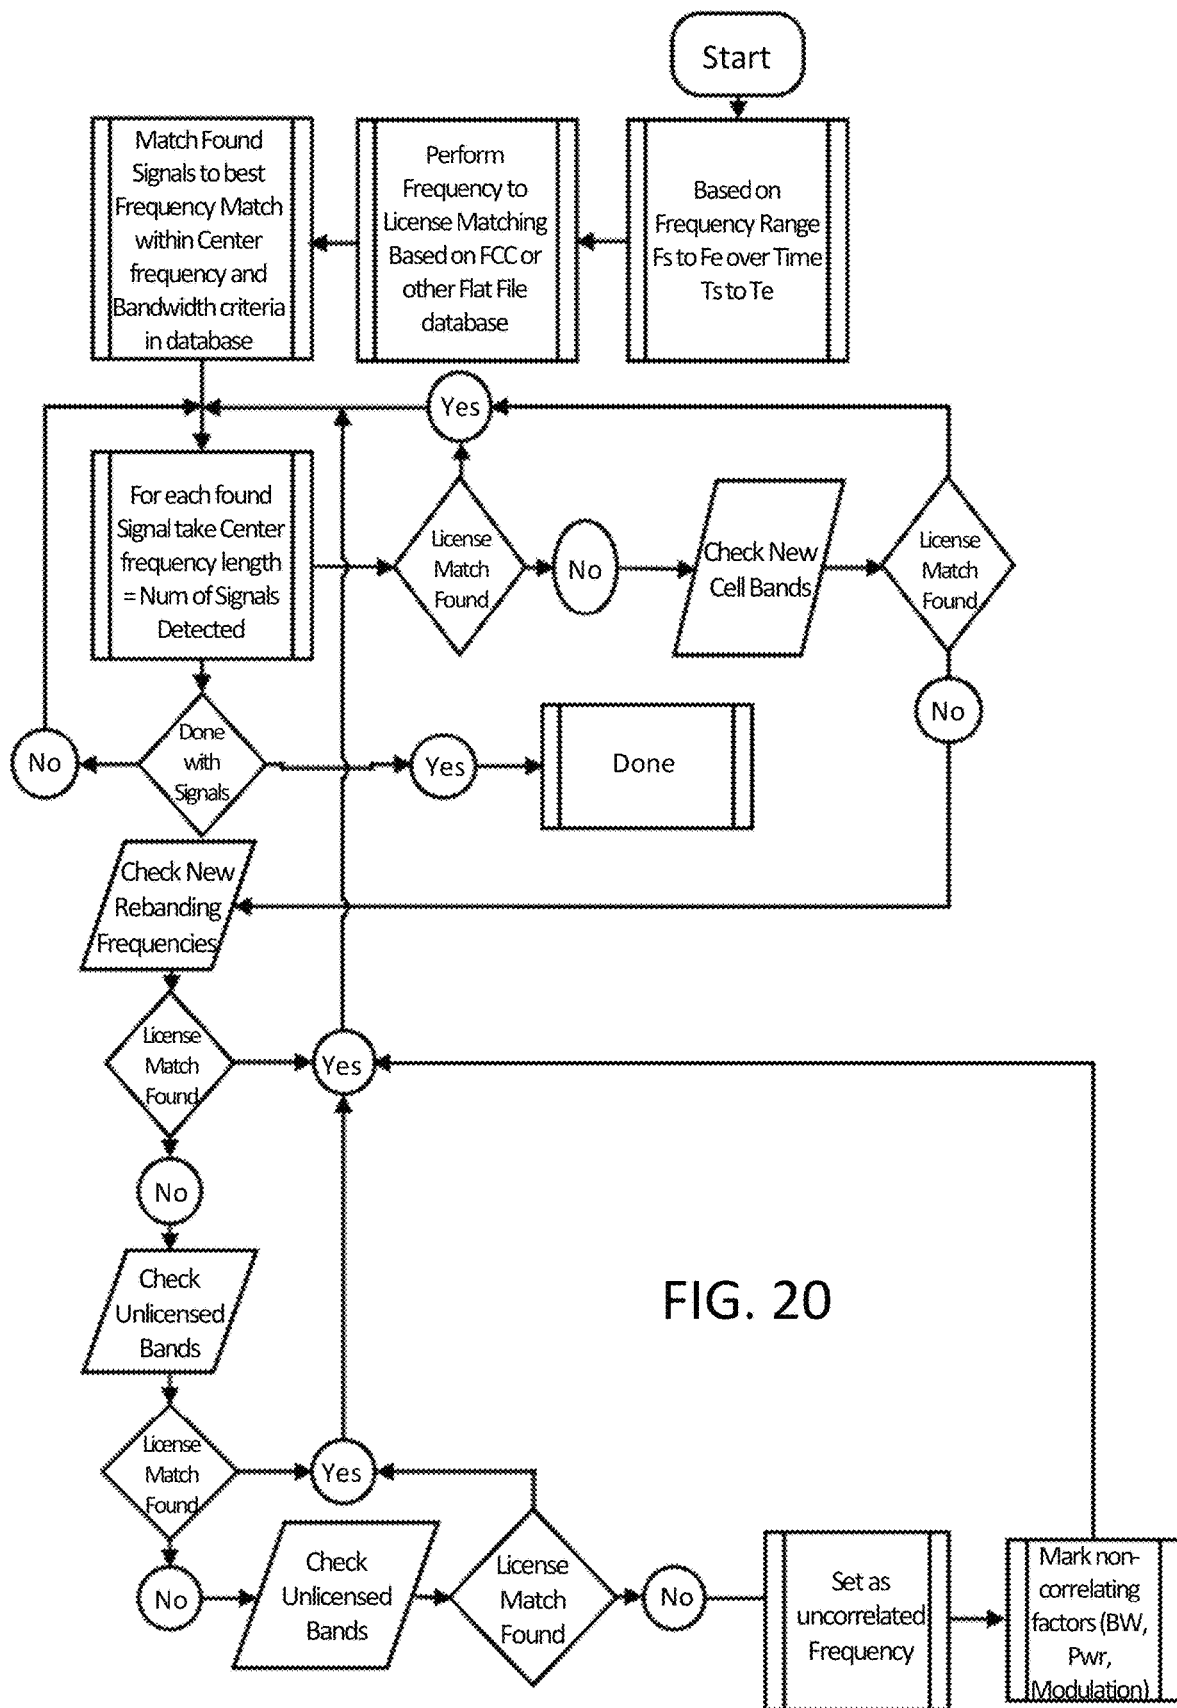 Start
Based on
Frequency Range
Fs to Fe over Time
Ts to Te
Perform
Frequency to
License Matching
Based on FCC or
other Flat File
database
Match Found
Signals to best
Frequency Match
within Center
frequency and
Bandwidth criteria
in database
Yes
For each found
Signal take Center
frequency length
= Num of Signals
Detected
License
Match
Found
No
Check New
Cell Bands
License
Match
Found
No
Done
with
Signals
No
Yes
Done
Check New
Rebanding
Frequencies
License
Match
Found
Yes
No
Check
Unlicensed
Bands
FIG. 20
License
Match
Found
Yes
No
Check
Unlicensed
Bands
License
Match
Found
No
Set as
uncorrelated
Frequency
Mark non-
correlating
factors (BW,
Pwr,
Modulation)